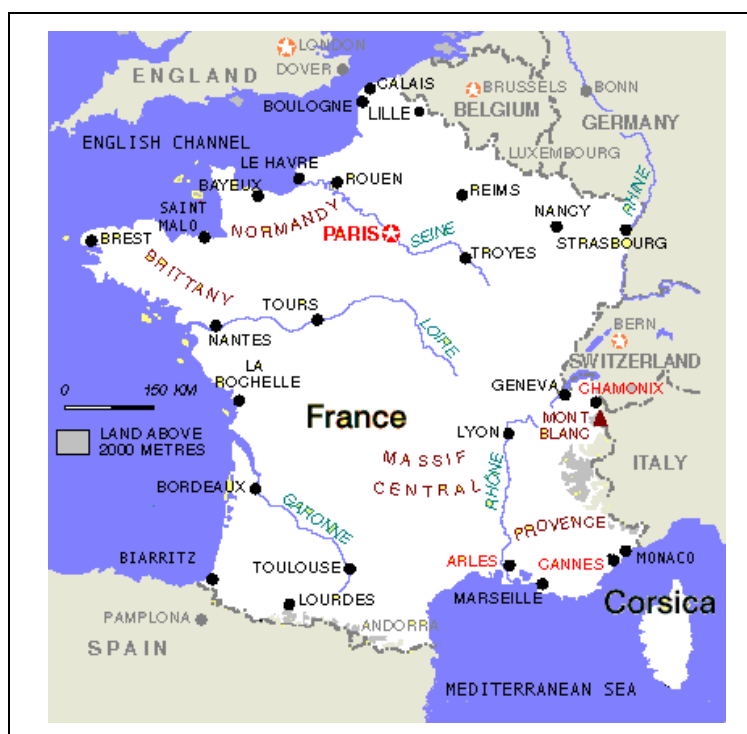 LONDON
ENGLAND
DOVER
CALAIS
BRUSSELS
BONN
BOULOGNE
BELGIUM
LILLE
GERMANY
ENGLISH CHANNEL
LUXEMBOURG
LE HAVRE
ROUEN
BAYEUX
REIMS
RHINE
SAINT
MALO
NORMANDY
NANCY
BREST
PARIS
SEINE
STRASBOURG
TROYES
BRITTANY
TOURS
LOIRE
BERN
NANTES
SWITZERLAND
LA
ROCHELLE
GENEVA
CHAMONIX
0 150 KM
France
MONT
BLANC
LYON
LAND ABOVE
2000 METRES
MASSIF
CENTRAL
ITALY
RHÔNE
BORDEAUX
GARONNE
PROVENCE
BIARRITZ
TOULOUSE
ARLES
CANNES
MONACO
MARSEILLE
LOURDES
Corsica
PAMPLONA
ANDORRA
SPAIN
MEDITERRANEAN SEA